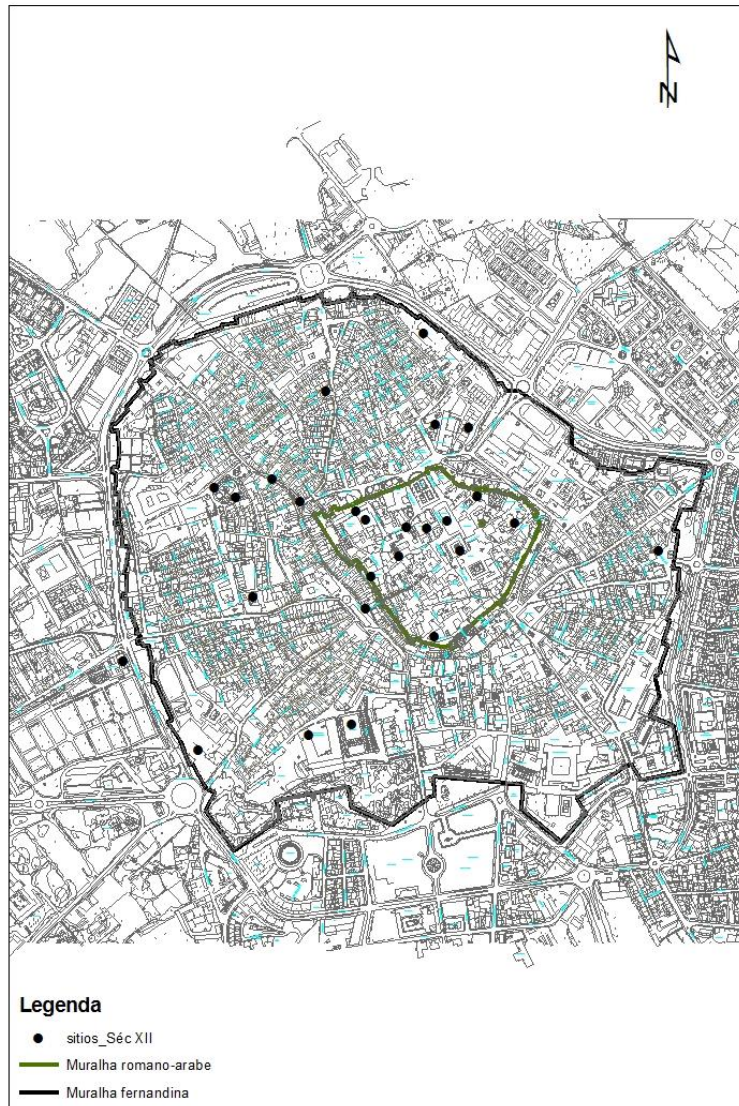 N
Legenda
sitios_Séc XII
Muralha romano-arabe
Muralha fernandina